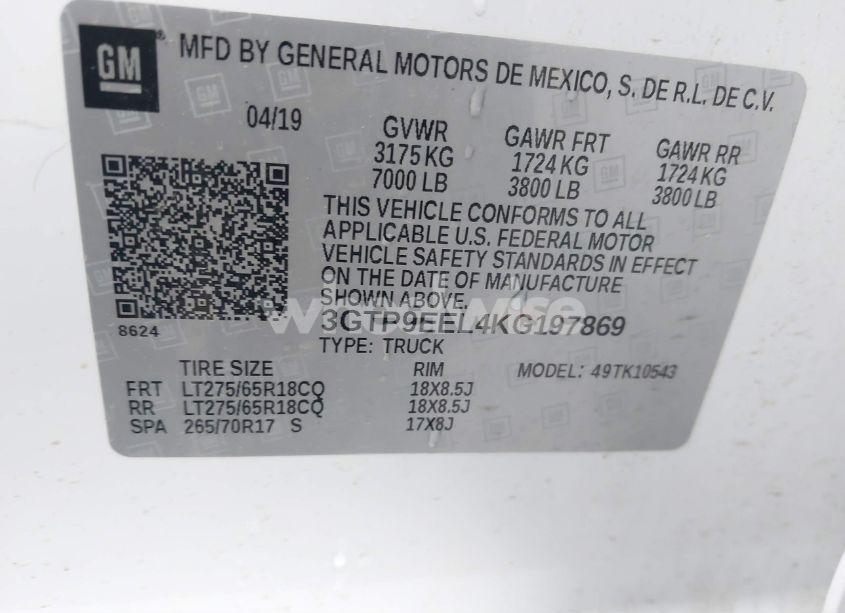 GM
MFD BY GENERAL MOTORS DE MEXICO, S. DE R.L. DE C.V.
04/19
GVWR GAWR FRT GAWR RR
3175 KG 1724 KG 1724 KG
7000 LB 3800 LB 3800 LB
THIS VEHICLE CONFORMS TO ALL
APPLICABLE U.S. FEDERAL MOTOR
VEHICLE SAFETY STANDARDS IN EFFECT
ON THE DATE OF MANUFACTURE
SHOWN ABOVE.
8624
3GTP9EEL4KG197869
TYPE: TRUCK
TIRE SIZE RIM MODEL: 49TK10543
FRT LT275/65R18CQ 18X8.5J
RR LT275/65R18CQ 18X8.5J
SPA 265/70R17 S 17X8J